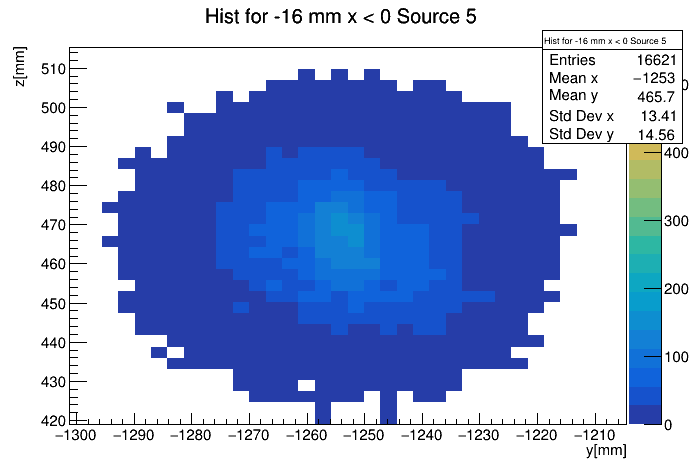 Hist for -16 mm x < 0 Source 5
Hist for -16 mm x < 0 Source 5
Entries 16621
Mean x −1253
Mean y 465.7
Std Dev x 13.41
Std Dev y 14.56
z[mm]
510
500
490
480
470
460
450
440
430
420
0
400
300
200
100
0
−1300 −1290 −1280 −1270 −1260 −1250 −1240 −1230 −1220 −1210
y[mm]